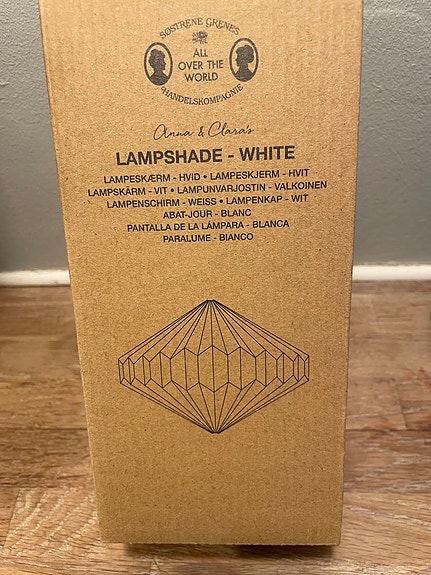 SØSTRENE GRENES
ALL
OVER THE
WORLD
HANDELSKOMPAGNIE
Anna & Clara's
LAMPSHADE - WHITE
LAMPESKÆRM - HVID • LAMPESKJERM - HVIT
LAMPSKÄRM - VIT • LAMPUNVARJOSTIN - VALKOINEN
LAMPENSCHIRM - WEISS • LAMPENKAP - WIT
ABAT-JOUR - BLANC
PANTALLA DE LA LÁMPARA - BLANCA
PARALUME - BIANCO